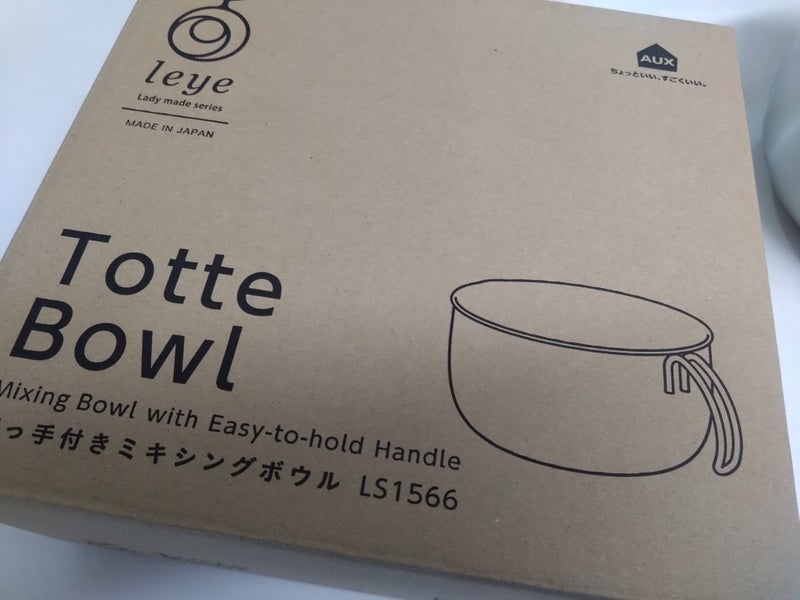 leye
Lady made series
MADE IN JAPAN
AUX
ちょっといい、すごくいい。
Totte
Bowl
Mixing Bowl with Easy-to-hold Handle
っ手付きミキシングボウル LS1566